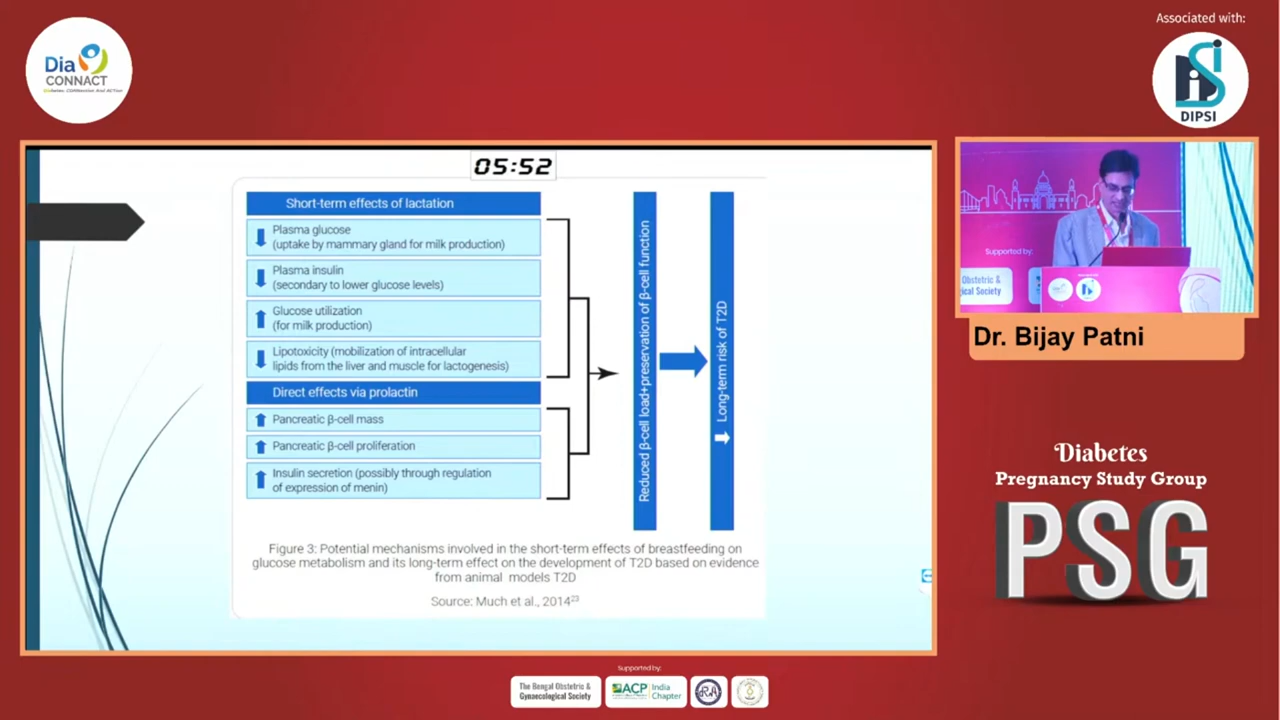 Associated with:
Dia
CONNACT
Diabetes- CONNection And ACTion
DIPSI
05:52
Short-term effects of lactation
Plasma glucose
(uptake by mammary gland for milk production)
Plasma insulin
(secondary to lower glucose levels)
Glucose utilization
(for milk production)
Lipotoxicity (mobilization of intracellular
lipids from the liver and muscle for lactogenesis)
Direct effects via prolactin
Pancreatic β-cell mass
Pancreatic β-cell proliferation
Insulin secretion (possibly through regulation
of expression of menin)
Reduced β-cell load+preservation of β-cell function
Long-term risk of T2D
Figure 3: Potential mechanisms involved in the short-term effects of breastfeeding on
glucose metabolism and its long-term effect on the development of T2D based on evidence
from animal models T2D
Source: Much et al., 2014²³
Supported by:
Obstetric &
ical Society
Dr. Bijay Patni
Diabetes
Pregnancy Study Group
PSG
Supported by:
The Bengal Obstetric &
Gynaecological Society
ACP
India
Chapter